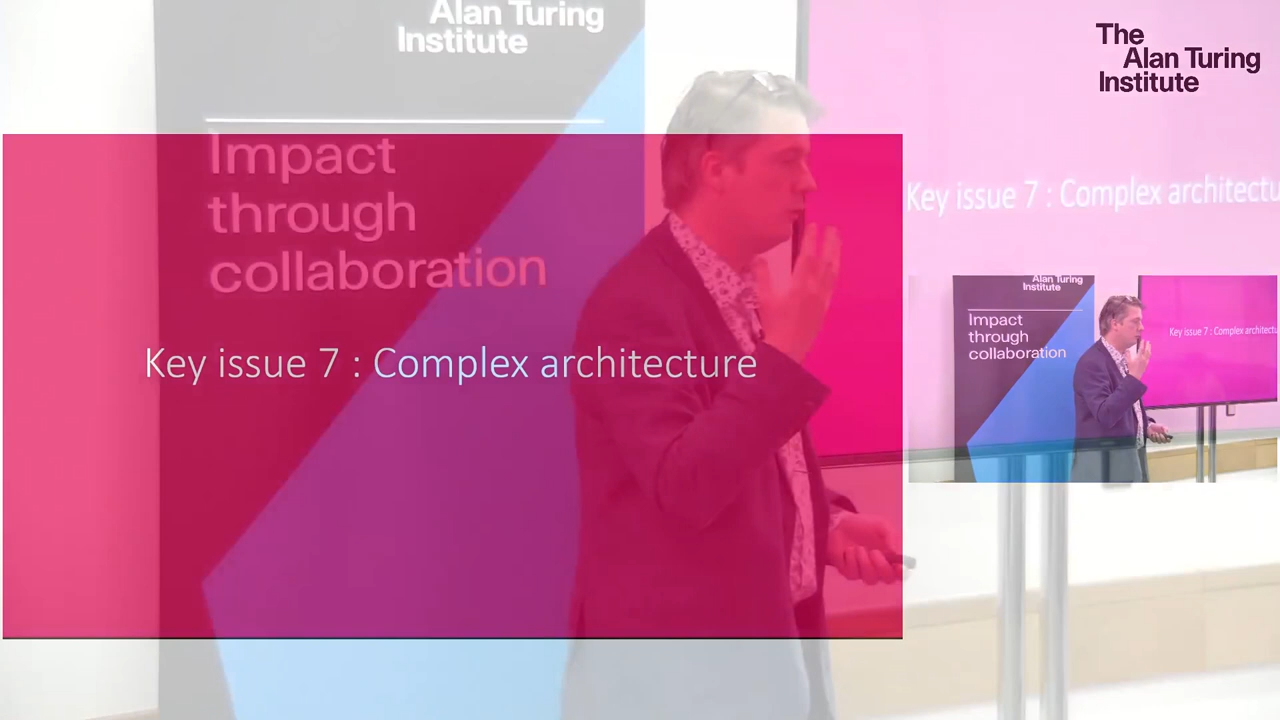 Alan Turing
Institute
The
Alan Turing
Institute
Impact
through
collaboration
Key issue 7 : Complex architecture
Key issue 7 : Complex architectu
Alan Turing
Institute
Impact
through
collaboration
Key issue 7 : Complex architectu